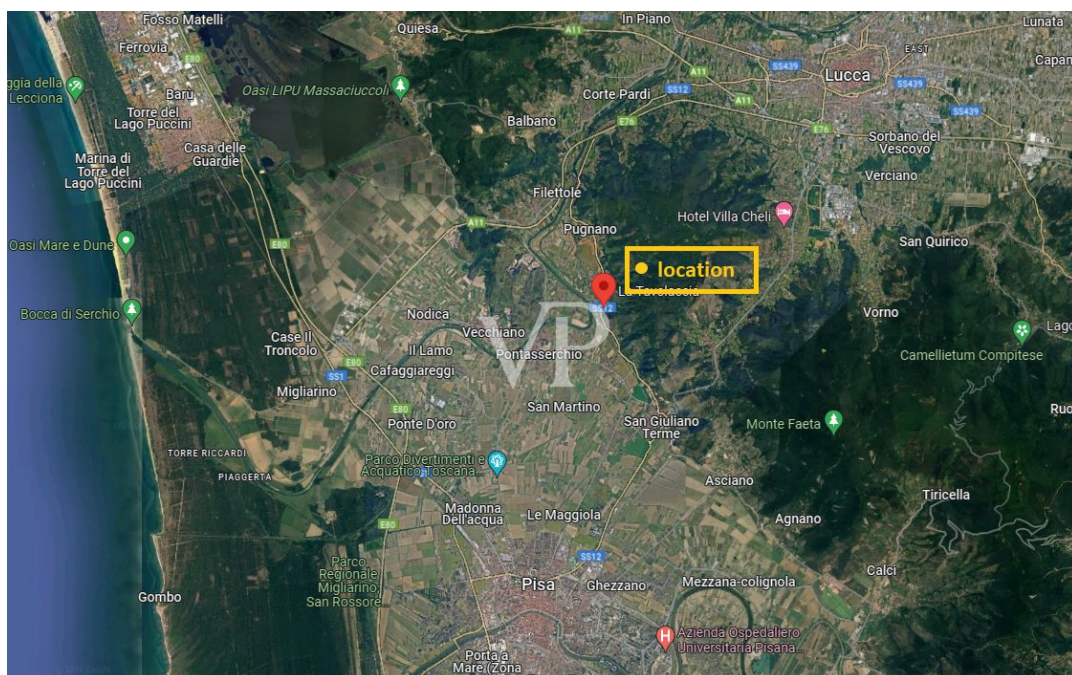 Fosso Matelli
Quiesa
In Piano
Lunata
Ferrovia
E80
A11
EAST
SS439
Lucca
Capan
ggia della
Lecciona
Baru
Oasi LIPU Massaciuccoli
A11
SS12
SS439
Torre del
Lago Puccini
Corte Pardi
A11
SS439
Balbano
E76
E76
Sorbano del
Vescovo
Marina di
Torre del
Lago Puccini
Casa delle
Guardie
Verciano
Filettole
Hotel Villa Cheli
A11
Pugnano
Oasi Mare e Dune
E80
San Quirico
location
La Tavolaccia
SS12
Bocca di Serchio
Nodica
Vorno
Lago
VP
Vecchiano
Case Il
Troncolo
Il Lamo
Pontasserchio
Camellietum Compitese
E80
Cafaggiareggi
SS1
Migliarino
San Martino
E80
Ruo
Ponte D'oro
San Giuliano
Terme
Monte Faeta
TORRE RICCARDI
Parco Divertimenti e
Acquatico Toscana...
PIAGGERTA
Asciano
Tiricella
Madonna
Dell'acqua
Le Maggiola
Agnano
E80
SS12
Parco
Regionale
Migliarino,
San Rossore
Calci
Pisa
Ghezzano
Mezzana-colignola
Gombo
H
Azienda Ospedaliero
Universitaria Pisana...
Porta a
Mare (Zona